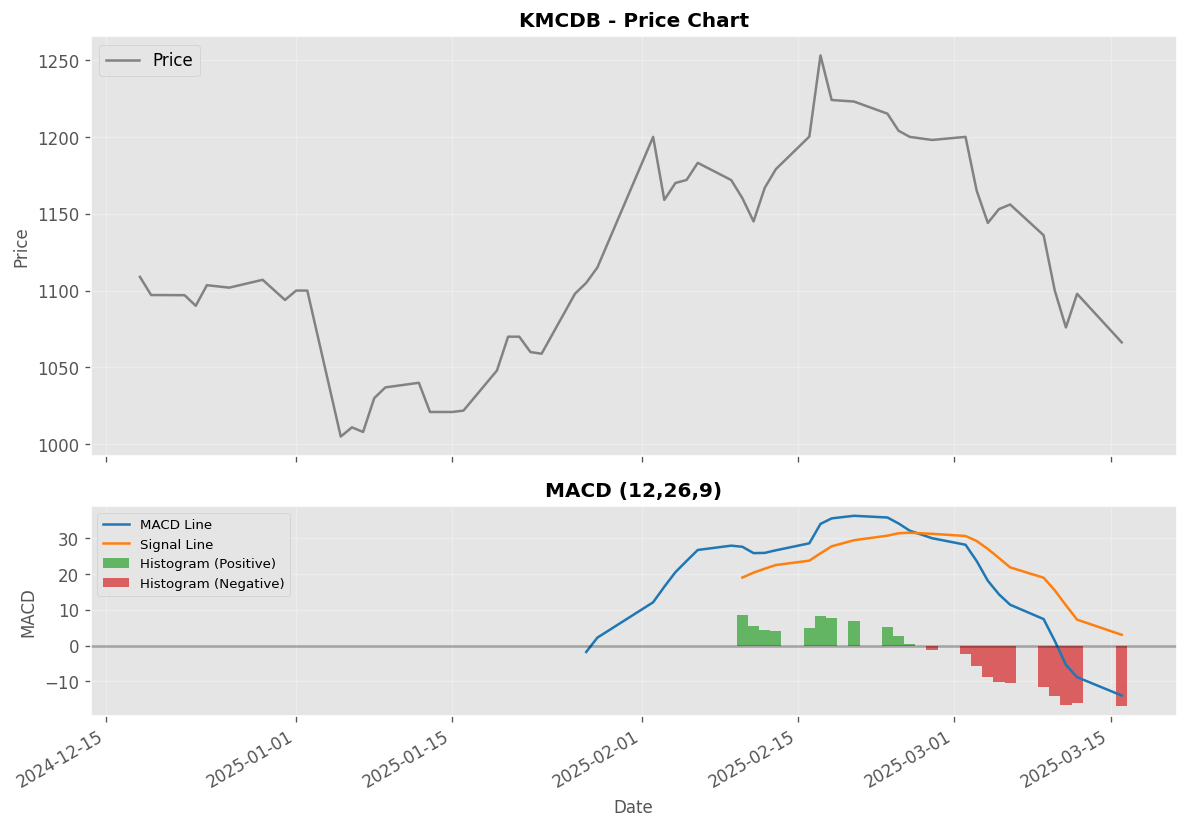 KMCDB - Price Chart
Price
1250
1200
1150
1100
1050
1000
Price
MACD (12,26,9)
MACD Line
Signal Line
Histogram (Positive)
Histogram (Negative)
30
20
10
0
−10
MACD
2024-12-15
2025-01-01
2025-01-15
2025-02-01
2025-02-15
2025-03-01
2025-03-15
Date